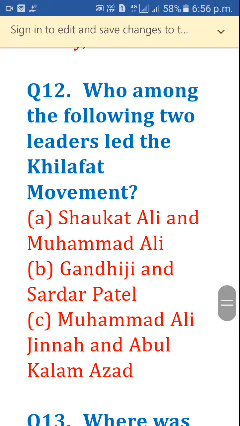 58% 6:56 p.m.
Sign in to edit and save changes to t...
Q12. Who among
the following two
leaders led the
Khilafat
Movement?
(a) Shaukat Ali and
Muhammad Ali
(b) Gandhiji and
Sardar Patel
(c) Muhammad Ali
Jinnah and Abul
Kalam Azad
Q13. Where was